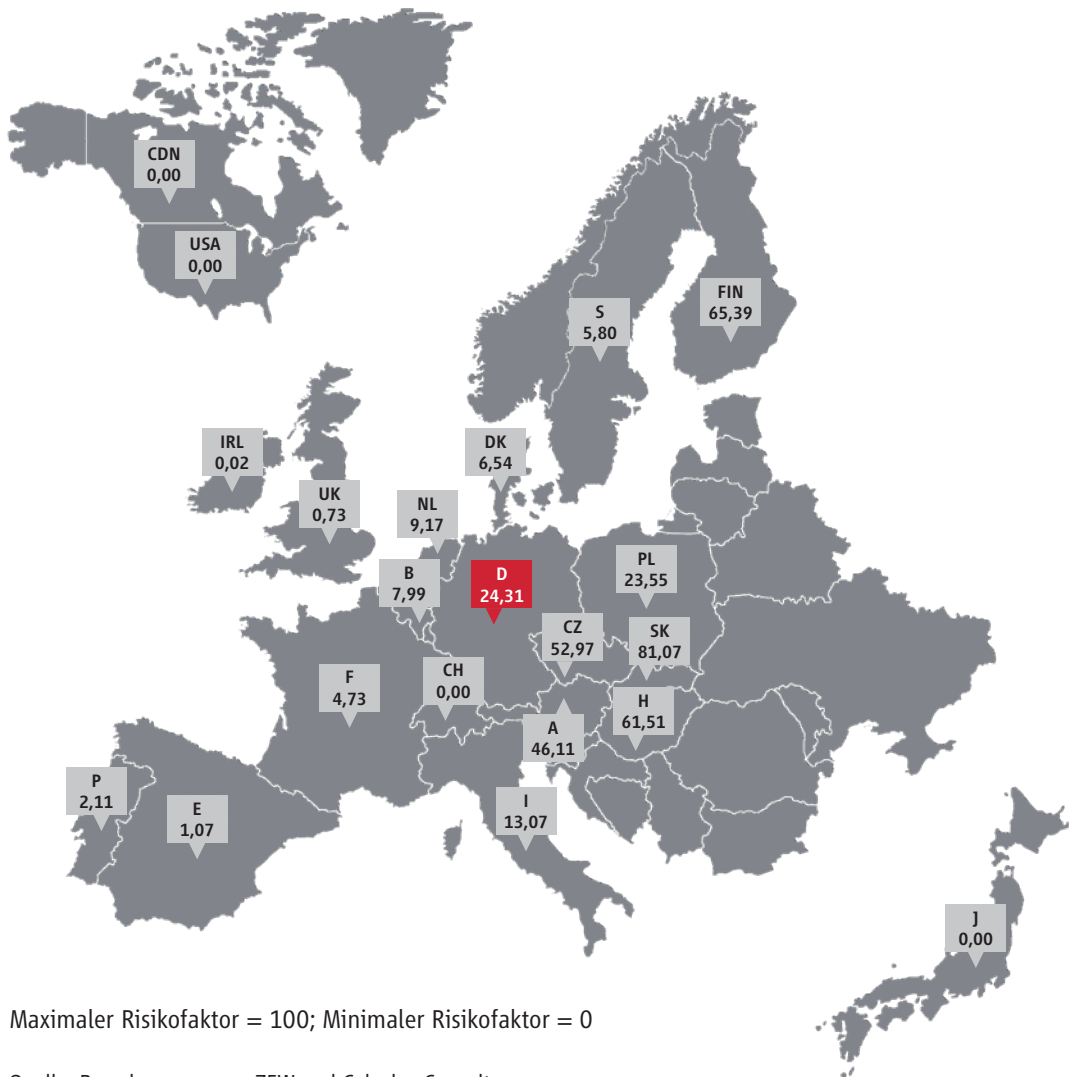 CDN
0,00
USA
0,00
FIN
65,39
S
5,80
IRL
0,02
DK
6,54
UK
0,73
NL
9,17
B
7,99
D
24,31
PL
23,55
CZ
52,97
SK
81,07
F
4,73
CH
0,00
H
61,51
A
46,11
P
2,11
E
1,07
I
13,07
J
0,00
Maximaler Risikofaktor = 100; Minimaler Risikofaktor = 0